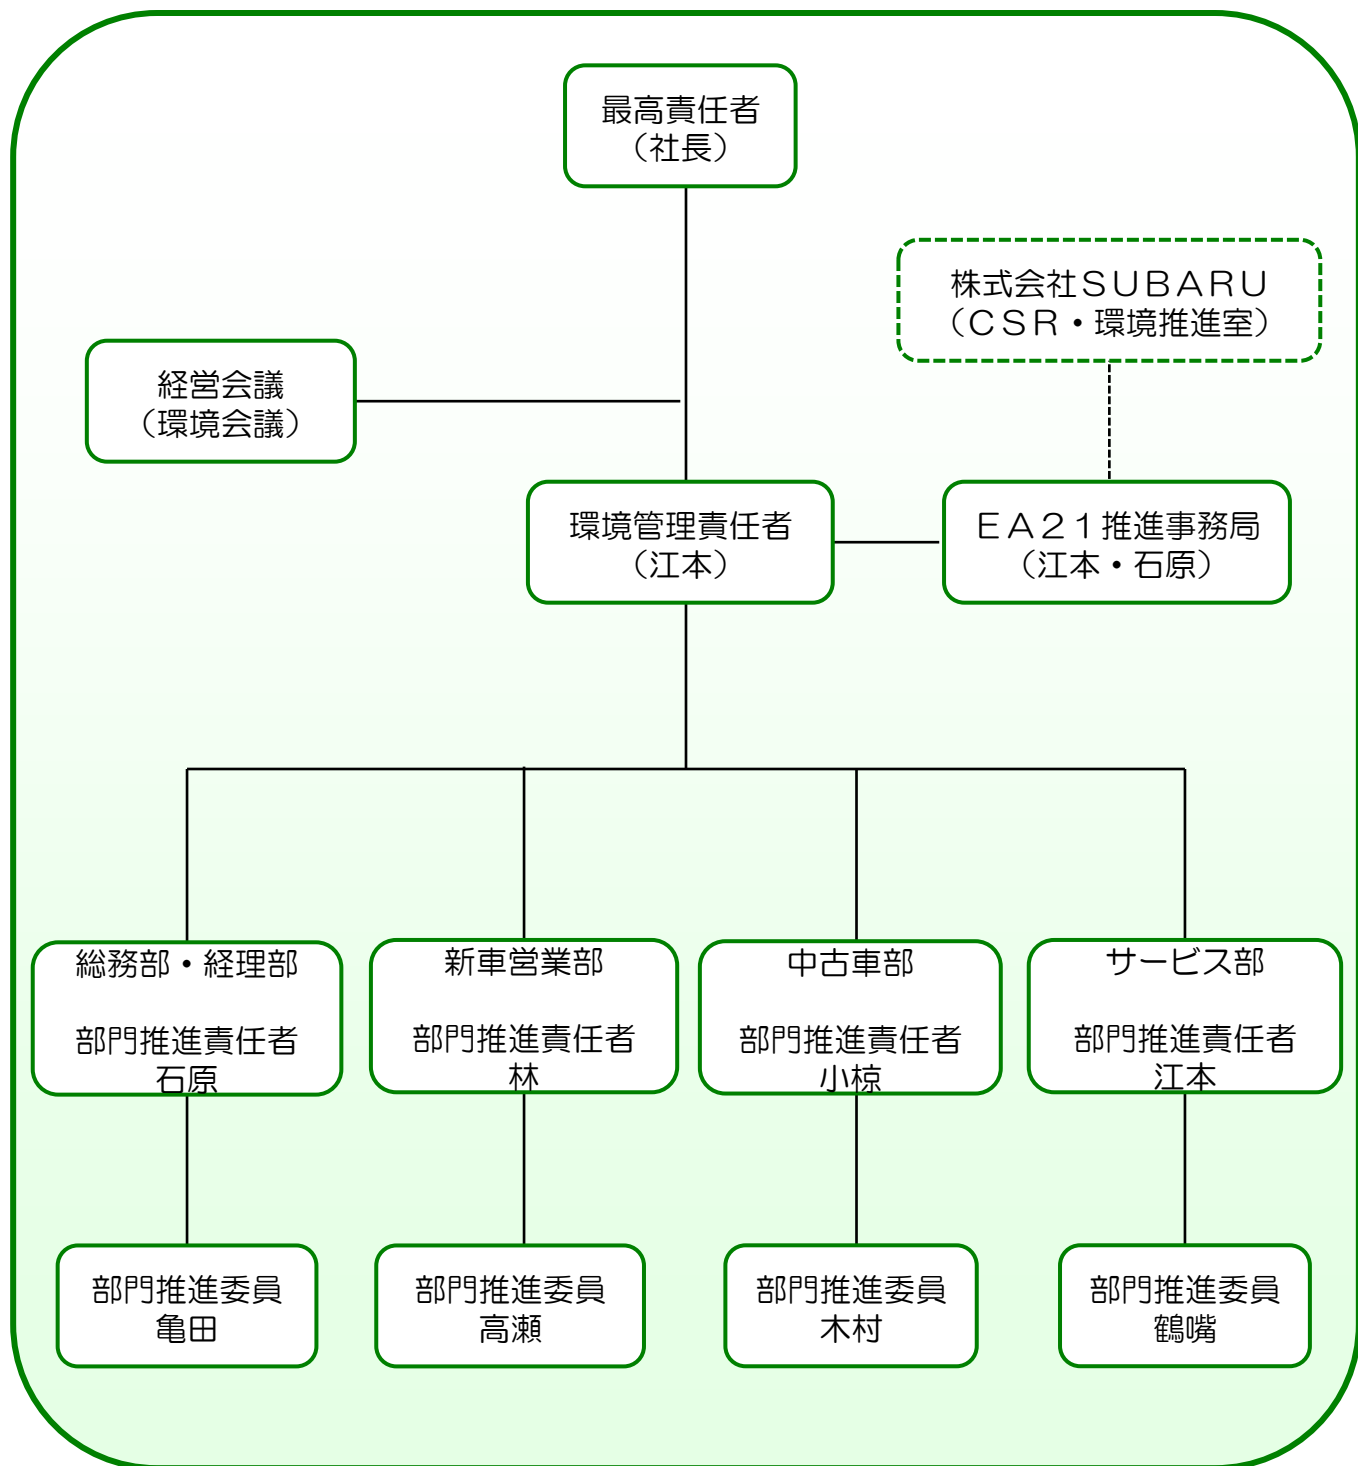 最高責任者
（社長）
株式会社ＳＵＢＡＲＵ
（ＣＳＲ・環境推進室）
経営会議
（環境会議）
環境管理責任者
（江本）
ＥＡ２１推進事務局
（江本・石原）
総務部・経理部
部門推進責任者
石原
新車営業部
部門推進責任者
林
中古車部
部門推進責任者
小椋
サービス部
部門推進責任者
江本
部門推進委員
亀田
部門推進委員
高瀬
部門推進委員
木村
部門推進委員
鶴嘴